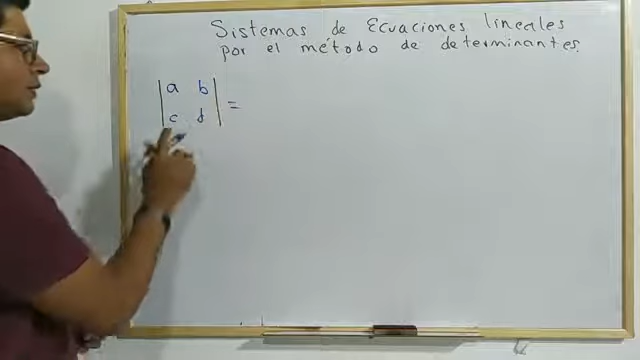 Sistemas de Ecuaciones lineales
por el método de determinantes.
a b
c d
=